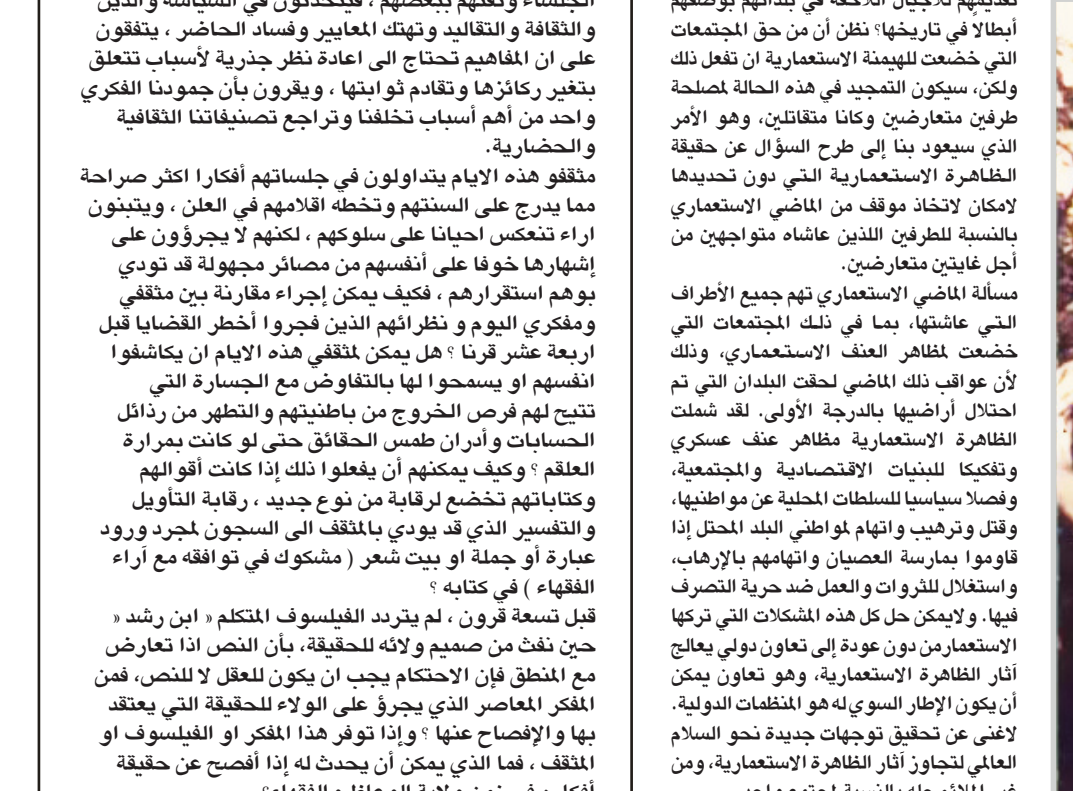 تقديمهم للأجيال اللاحقة في بلدانهم بوصفهم
أبطالاً في تاريخها؟ نظن أن من حق المجتمعات
التي خضعت للهيمنة الاستعمارية ان تفعل ذلك
ولكن، سيكون التمجيد في هذه الحالة لمصلحة
طرفين متعارضين وكانا متقاتلين، وهو الأمر
الذي سيعود بنا إلى طرح السؤال عن حقيقة
الظاهرة الاستعمارية التي دون تحديدها
لامكان لاتخاذ موقف من الماضي الاستعماري
بالنسبة للطرفين اللذين عاشاه متواجهين من
أجل غايتين متعارضين.
مسألة الماضي الاستعماري تهم جميع الأطراف
التي عاشتها، بما في ذلك المجتمعات التي
خضعت لمظاهر العنف الاستعماري، وذلك
لأن عواقب ذلك الماضي لحقت البلدان التي تم
احتلال أراضيها بالدرجة الأولى. لقد شملت
الظاهرة الاستعمارية مظاهر عنف عسكري
وتفكيكا للبنيات الاقتصادية والمجتمعية،
وفصلا سياسيا للسلطات المحلية عن مواطنيها،
وقتل وترهيب واتهام لمواطني البلد المحتل إذا
قاوموا بمارسة العصيان واتهامهم بالإرهاب،
واستغلال للثروات والعمل ضد حرية التصرف
فيها. ولايمكن حل كل هذه المشكلات التي تركها
الاستعمارمن دون عودة إلى تعاون دولي يعالج
آثار الظاهرة الاستعمارية، وهو تعاون يمكن
أن يكون الإطار السوي له هو المنظمات الدولية.
لاغنى عن تحقيق توجهات جديدة نحو السلام
العالمي لتجاوز آثار الظاهرة الاستعمارية، ومن
الجلساء وثقتهم ببعضهم ، فيتحدثون في السياسة والدين
والثقافة والتقاليد وتهتك المعايير وفساد الحاضر ، يتفقون
على ان المفاهيم تحتاج الى اعادة نظر جذرية لأسباب تتعلق
بتغير ركائزها وتقادم ثوابتها ، ويقرون بأن جمودنا الفكري
واحد من أهم أسباب تخلفنا وتراجع تصنيفاتنا الثقافية
والحضارية.
مثقفو هذه الايام يتداولون في جلساتهم أفكارا اكثر صراحة
مما يدرج على السنتهم وتخطه اقلامهم في العلن ، ويتبنون
اراء تنعكس احيانا على سلوكهم ، لكنهم لا يجرؤون على
إشهارها خوفا على أنفسهم من مصائر مجهولة قد تودي
بوهم استقرارهم ، فكيف يمكن إجراء مقارنة بين مثقفي
ومفكري اليوم و نظرائهم الذين فجروا أخطر القضايا قبل
اربعة عشر قرنا ؟ هل يمكن لمثقفي هذه الايام ان يكاشفوا
انفسهم او يسمحوا لها بالتفاوض مع الجسارة التي
تتيح لهم فرص الخروج من باطنيتهم والتطهر من رذائل
الحسابات وأدران طمس الحقائق حتى لو كانت بمرارة
العلقم ؟ وكيف يمكنهم أن يفعلوا ذلك إذا كانت أقوالهم
وكتاباتهم تخضع لرقابة من نوع جديد ، رقابة التأويل
والتفسير الذي قد يودي بالمثقف الى السجون لمجرد ورود
عبارة أو جملة او بيت شعر ( مشكوك في توافقه مع آراء
الفقهاء ) في كتابه ؟
قبل تسعة قرون ، لم يتردد الفيلسوف المتكلم « ابن رشد «
حين نفث من صميم ولائه للحقيقة، بأن النص اذا تعارض
مع المنطق فإن الاحتكام يجب ان يكون للعقل لا للنص، فمن
المفكر المعاصر الذي يجرؤ على الولاء للحقيقة التي يعتقد
بها والإفصاح عنها ؟ وإذا توفر هذا المفكر او الفيلسوف او
المثقف ، فما الذي يمكن أن يحدث له إذا أفصح عن حقيقة